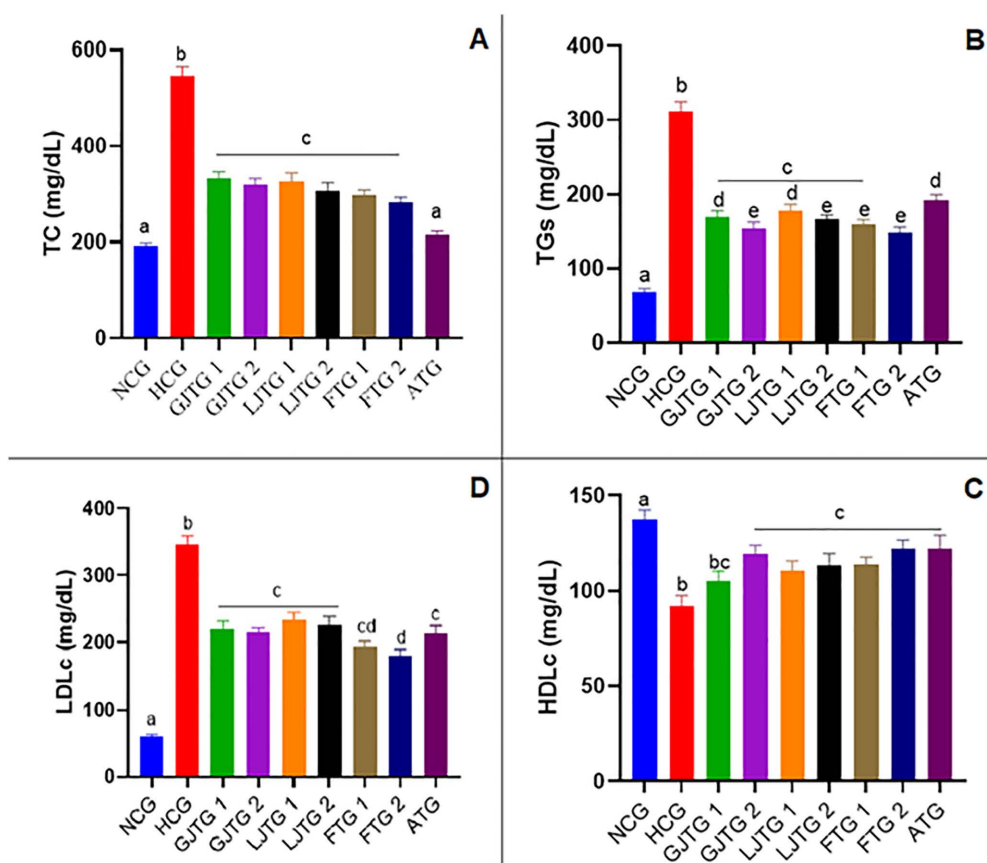 A
TC (mg/dL)
600
400
200
0
a
b
c
a
NCG
HCG
GJTG 1
GJTG 2
LJTG 1
LJTG 2
FTG 1
FTG 2
ATG
B
TGs (mg/dL)
400
300
200
100
0
a
b
c
d
e
d
e
e
e
d
NCG
HCG
GJTG 1
GJTG 2
LJTG 1
LJTG 2
FTG 1
FTG 2
ATG
D
LDLc (mg/dL)
400
300
200
100
0
a
b
c
cd
d
c
NCG
HCG
GJTG 1
GJTG 2
LJTG 1
LJTG 2
FTG 1
FTG 2
ATG
C
HDLc (mg/dL)
150
100
50
0
a
b
bc
c
NCG
HCG
GJTG 1
GJTG 2
LJTG 1
LJTG 2
FTG 1
FTG 2
ATG